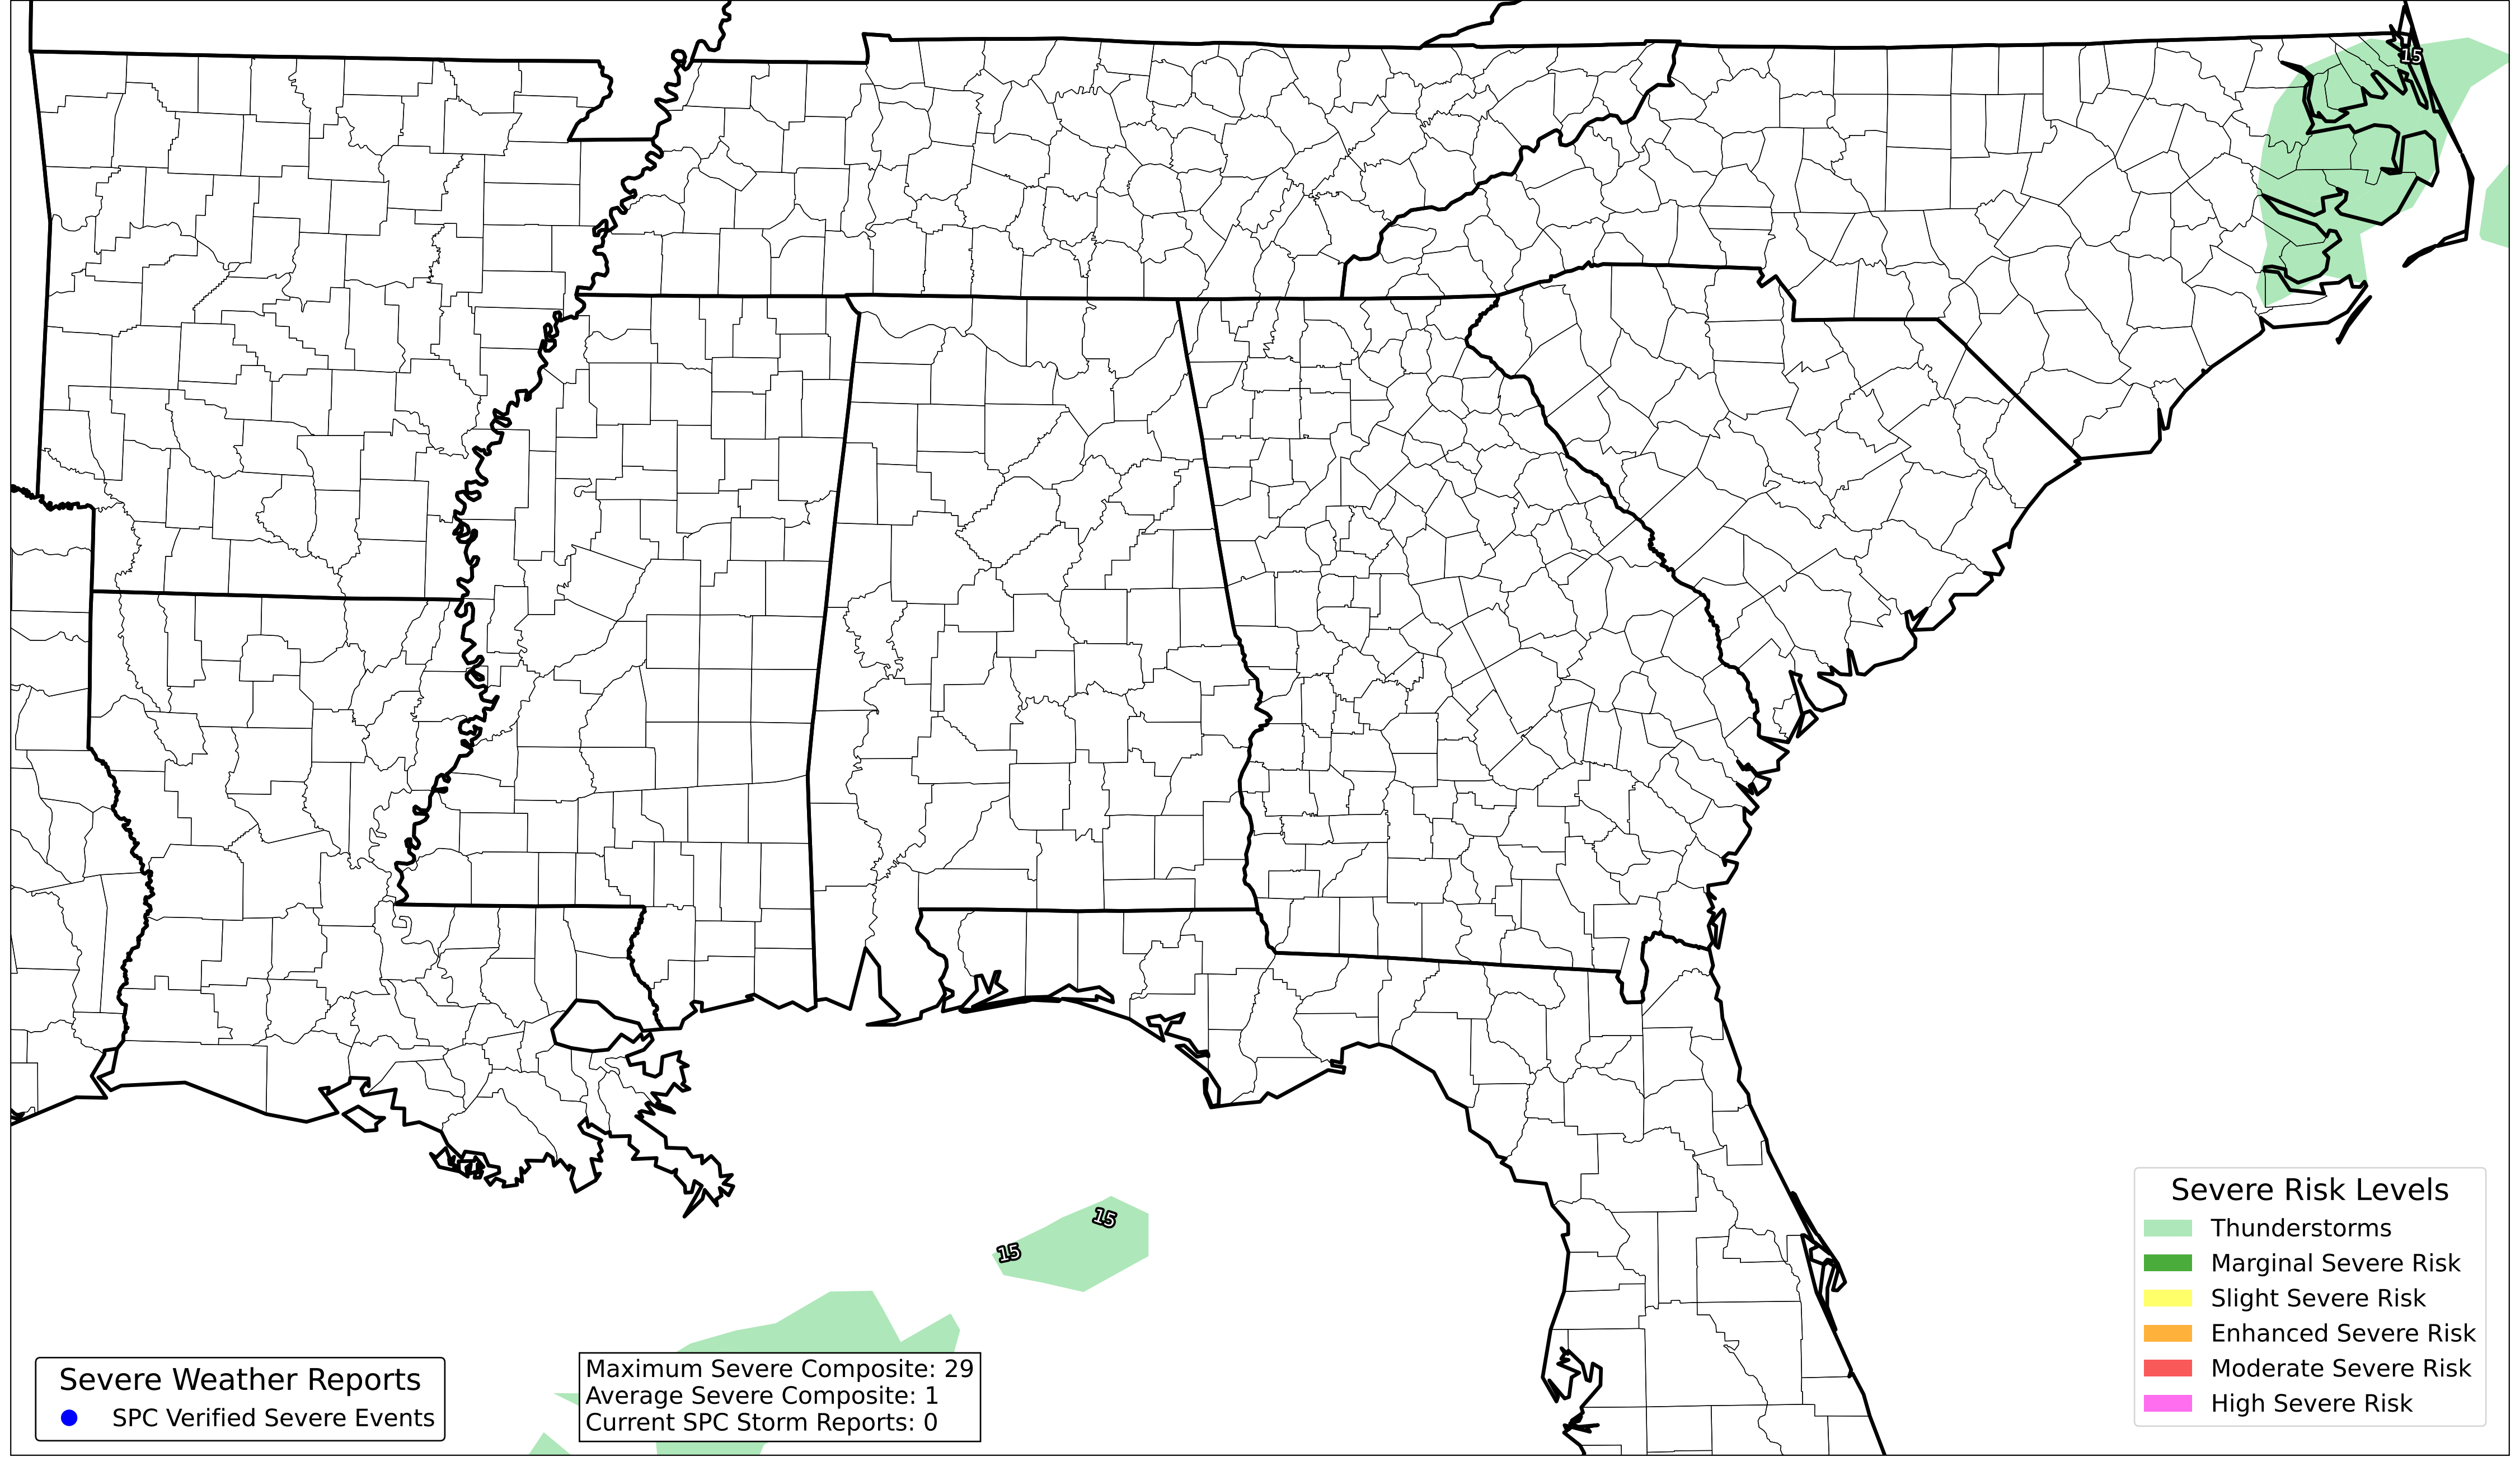 15
15
15
Severe Weather Reports
SPC Verified Severe Events
Maximum Severe Composite: 29
Average Severe Composite: 1
Current SPC Storm Reports: 0
Severe Risk Levels
Thunderstorms
Marginal Severe Risk
Slight Severe Risk
Enhanced Severe Risk
Moderate Severe Risk
High Severe Risk